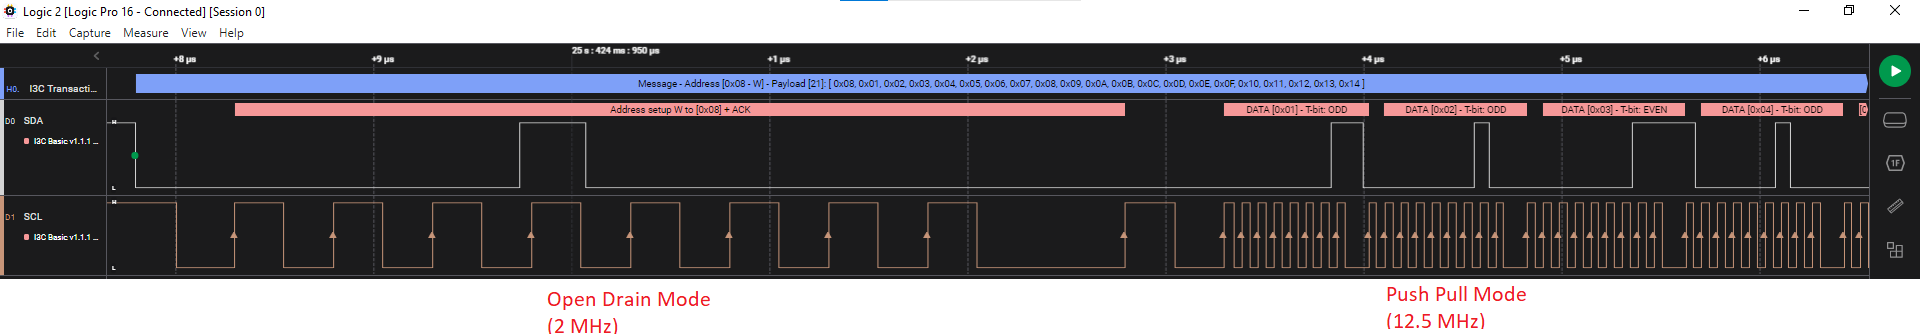 Logic 2 [Logic Pro 16 - Connected] [Session 0]
File Edit Capture Measure View Help
25 s : 424 ms : 950 µs
+8 µs +9 µs +1 µs +2 µs +3 µs +4 µs +5 µs +6 µs
H0. I3C Transacti...
Message - Address [0x08 - W] - Payload [21]: [ 0x08, 0x01, 0x02, 0x03, 0x04, 0x05, 0x06, 0x07, 0x08, 0x09, 0x0A, 0x0B, 0x0C, 0x0D, 0x0E, 0x0F, 0x10, 0x11, 0x12, 0x13, 0x14 ]
Address setup W to [0x08] + ACK DATA [0x01] - T-bit: ODD DATA [0x02] - T-bit: ODD DATA [0x03] - T-bit: EVEN DATA [0x04] - T-bit: ODD
D0 SDA H
I3C Basic v1.1.1 ...
L
D1 SCL H
I3C Basic v1.1.1 ...
L
1F
Open Drain Mode
(2 MHz)
Push Pull Mode
(12.5 MHz)